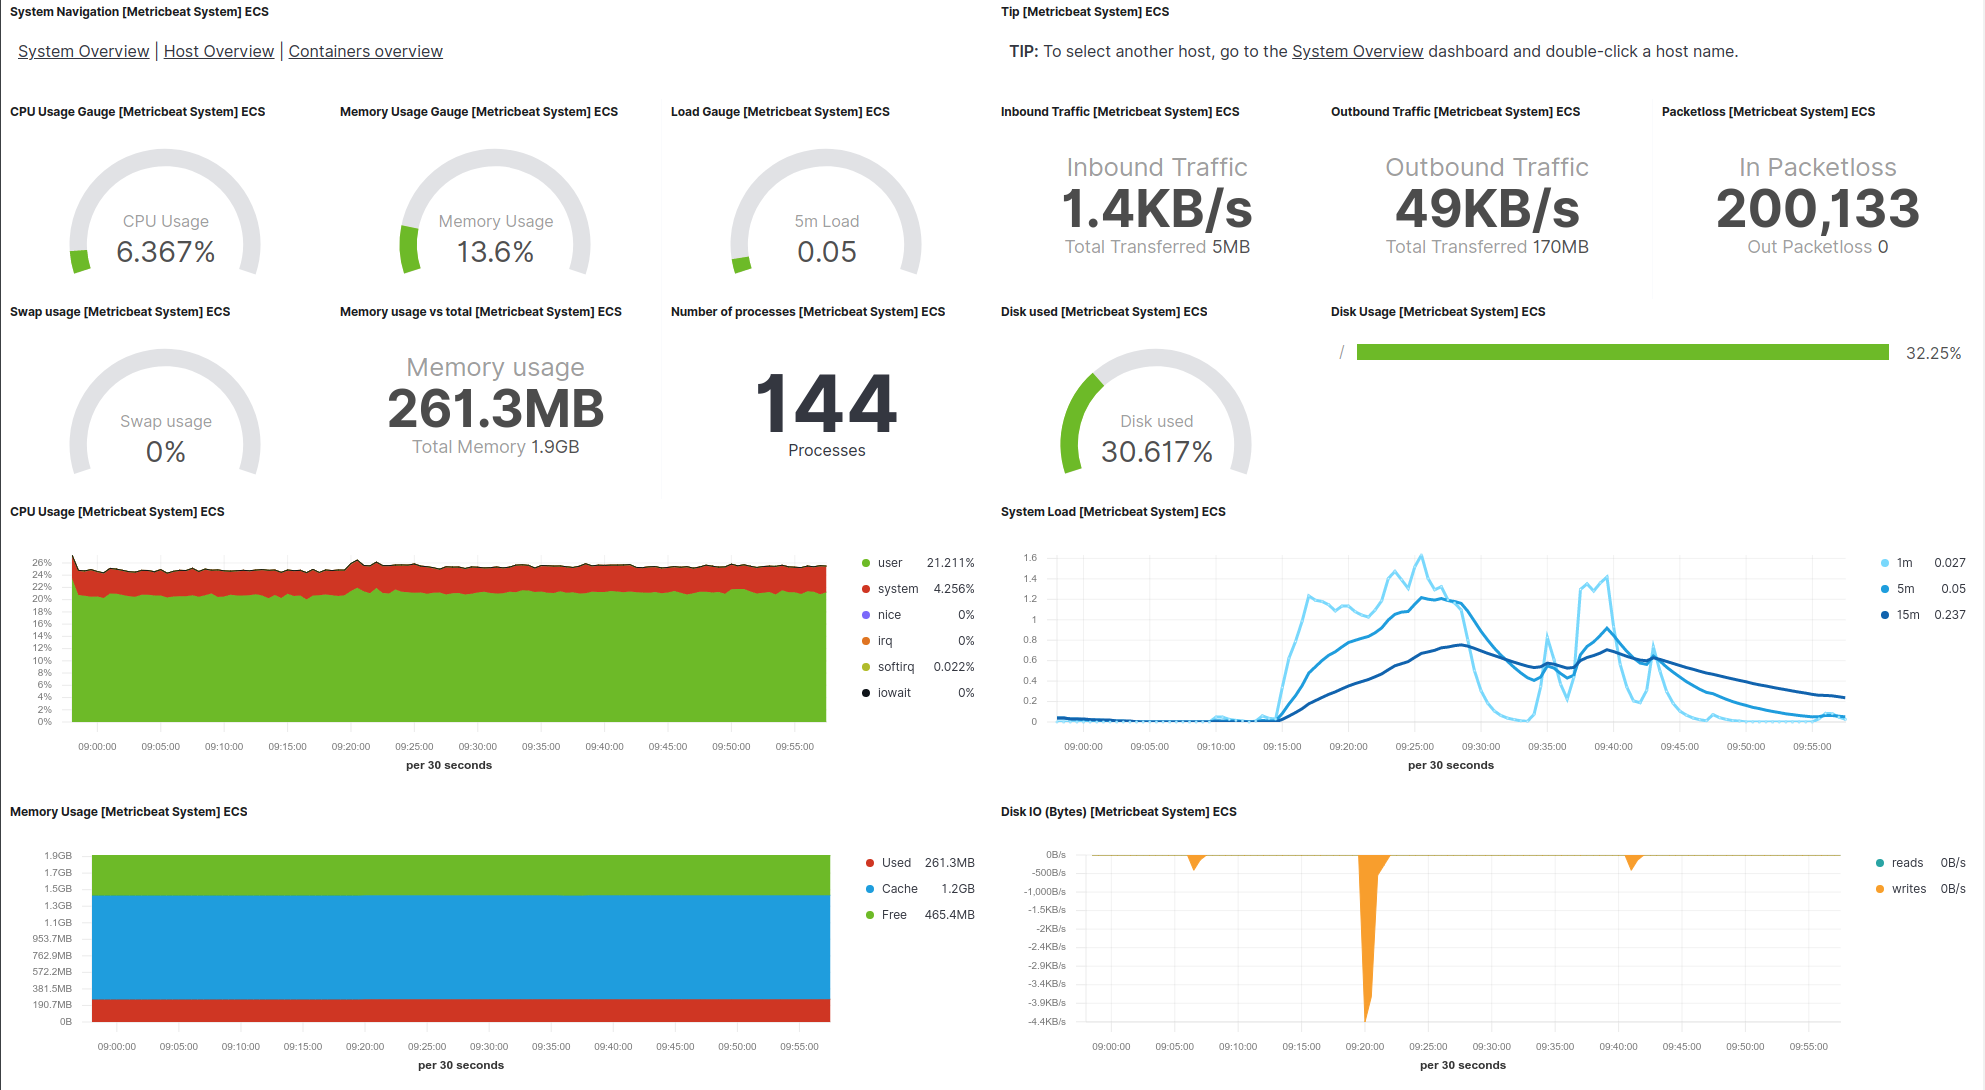 System Navigation [Metricbeat System] ECS
System Overview | Host Overview | Containers overview
Tip [Metricbeat System] ECS
TIP: To select another host, go to the System Overview dashboard and double-click a host name.
CPU Usage Gauge [Metricbeat System] ECS
CPU Usage
6.367%
Memory Usage Gauge [Metricbeat System] ECS
Memory Usage
13.6%
Load Gauge [Metricbeat System] ECS
5m Load
0.05
Inbound Traffic [Metricbeat System] ECS
Inbound Traffic
1.4KB/s
Total Transferred 5MB
Outbound Traffic [Metricbeat System] ECS
Outbound Traffic
49KB/s
Total Transferred 170MB
Packetloss [Metricbeat System] ECS
In Packetloss
200,133
Out Packetloss 0
Swap usage [Metricbeat System] ECS
Swap usage
0%
Memory usage vs total [Metricbeat System] ECS
Memory usage
261.3MB
Total Memory 1.9GB
Number of processes [Metricbeat System] ECS
144
Processes
Disk used [Metricbeat System] ECS
Disk used
30.617%
Disk Usage [Metricbeat System] ECS
/ 32.25%
CPU Usage [Metricbeat System] ECS
26%
24%
22%
20%
18%
16%
14%
12%
10%
8%
6%
4%
2%
0%
09:00:00 09:05:00 09:10:00 09:15:00 09:20:00 09:25:00 09:30:00 09:35:00 09:40:00 09:45:00 09:50:00 09:55:00
per 30 seconds
user 21.211%
system 4.256%
nice 0%
irq 0%
softirq 0.022%
iowait 0%
System Load [Metricbeat System] ECS
1.6
1.4
1.2
1
0.8
0.6
0.4
0.2
0
09:00:00 09:05:00 09:10:00 09:15:00 09:20:00 09:25:00 09:30:00 09:35:00 09:40:00 09:45:00 09:50:00 09:55:00
per 30 seconds
1m 0.027
5m 0.05
15m 0.237
Memory Usage [Metricbeat System] ECS
1.9GB
1.7GB
1.5GB
1.3GB
1.1GB
953.7MB
762.9MB
572.2MB
381.5MB
190.7MB
0B
09:00:00 09:05:00 09:10:00 09:15:00 09:20:00 09:25:00 09:30:00 09:35:00 09:40:00 09:45:00 09:50:00 09:55:00
per 30 seconds
Used 261.3MB
Cache 1.2GB
Free 465.4MB
Disk IO (Bytes) [Metricbeat System] ECS
0B/s
-500B/s
-1,000B/s
-1.5KB/s
-2KB/s
-2.4KB/s
-2.9KB/s
-3.4KB/s
-3.9KB/s
-4.4KB/s
09:00:00 09:05:00 09:10:00 09:15:00 09:20:00 09:25:00 09:30:00 09:35:00 09:40:00 09:45:00 09:50:00 09:55:00
per 30 seconds
reads 0B/s
writes 0B/s